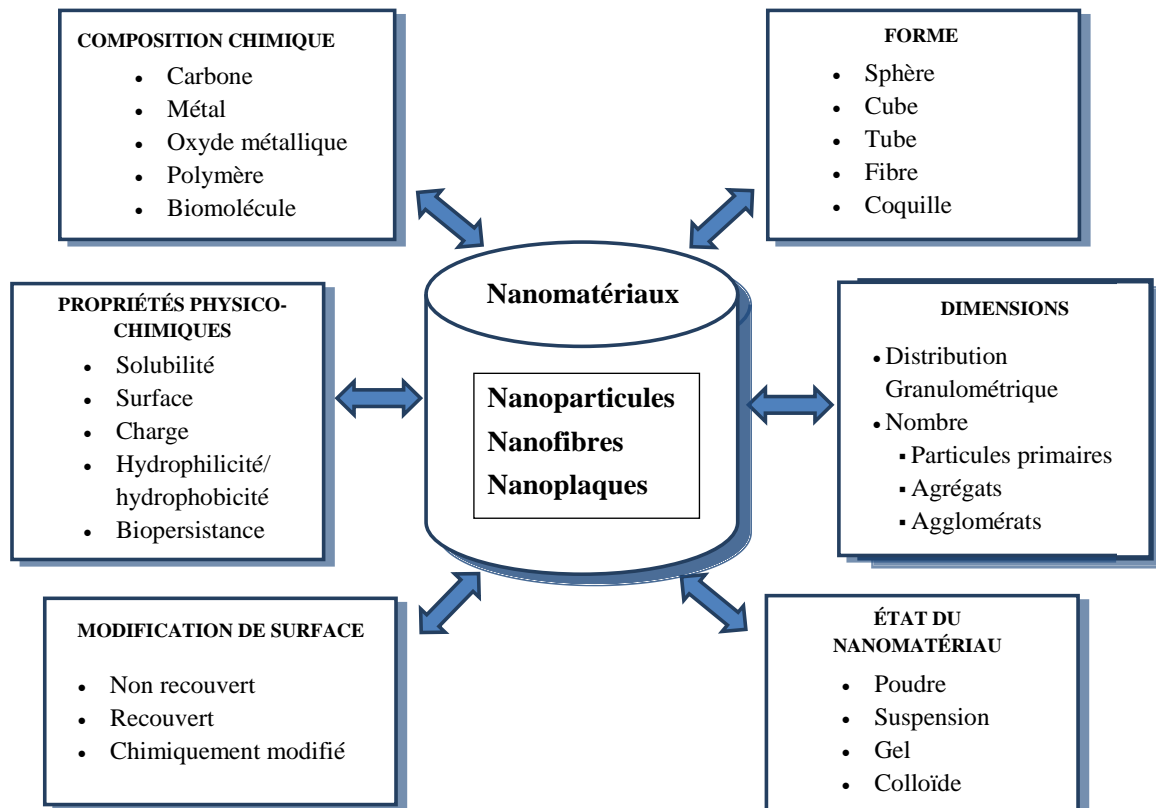 COMPOSITION CHIMIQUE
• Carbone
• Métal
• Oxyde métallique
• Polymère
• Biomolécule
FORME
• Sphère
• Cube
• Tube
• Fibre
• Coquille
PROPRIÉTÉS PHYSICO-
CHIMIQUES
• Solubilité
• Surface
• Charge
• Hydrophilicité/
hydrophobicité
• Biopersistance
Nanomatériaux
Nanoparticules
Nanofibres
Nanoplaques
DIMENSIONS
• Distribution
Granulométrique
• Nombre
▪ Particules primaires
▪ Agrégats
▪ Agglomérats
MODIFICATION DE SURFACE
• Non recouvert
• Recouvert
• Chimiquement modifié
ÉTAT DU
NANOMATÉRIAU
• Poudre
• Suspension
• Gel
• Colloïde